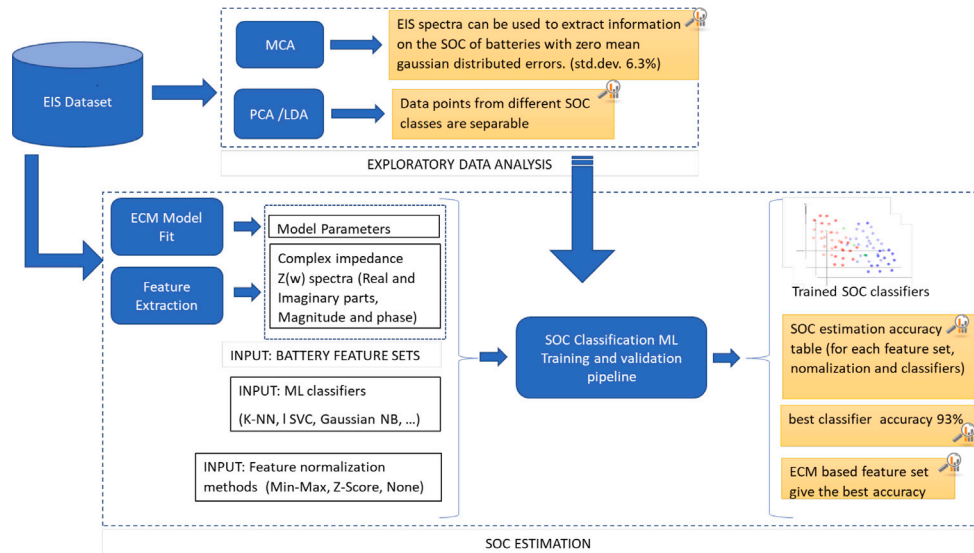 EIS Dataset
MCA
EIS spectra can be used to extract information
on the SOC of batteries with zero mean
gaussian distributed errors. (std.dev. 6.3%)
PCA /LDA
Data points from different SOC
classes are separable
EXPLORATORY DATA ANALYSIS
ECM Model
Fit
Feature
Extraction
Model Parameters
Complex impedance
Z(w) spectra (Real and
Imaginary parts,
Magnitude and phase)
INPUT: BATTERY FEATURE SETS
INPUT: ML classifiers
(K-NN, l SVC, Gaussian NB, ...)
INPUT: Feature normalization
methods (Min-Max, Z-Score, None)
SOC Classification ML
Training and validation
pipeline
Trained SOC classifiers
SOC estimation accuracy
table (for each feature set,
nomalization and classifiers)
best classifier accuracy 93%
ECM based feature set
give the best accuracy
SOC ESTIMATION